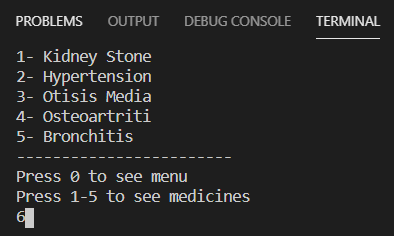 PROBLEMS OUTPUT DEBUG CONSOLE TERMINAL
1- Kidney Stone
2- Hypertension
3- Otisis Media
4- Osteoartriti
5- Bronchitis
------------------------
Press 0 to see menu
Press 1-5 to see medicines
6